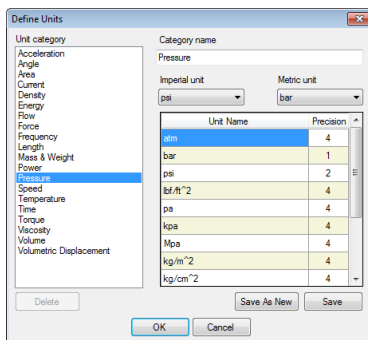 Define Units
Unit category
Acceleration
Angle
Area
Current
Density
Energy
Flow
Force
Frequency
Length
Mass & Weight
Power
Pressure
Speed
Temperature
Time
Torque
Viscosity
Volume
Volumetric Displacement
Delete
Category name
Pressure
Imperial unit
Metric unit
psi
bar
Unit Name Precision
atm 4
bar 1
psi 2
lbf/ft^2 4
pa 4
kpa 4
Mpa 4
kg/m^2 4
kg/cm^2 4
Save As New
Save
OK
Cancel